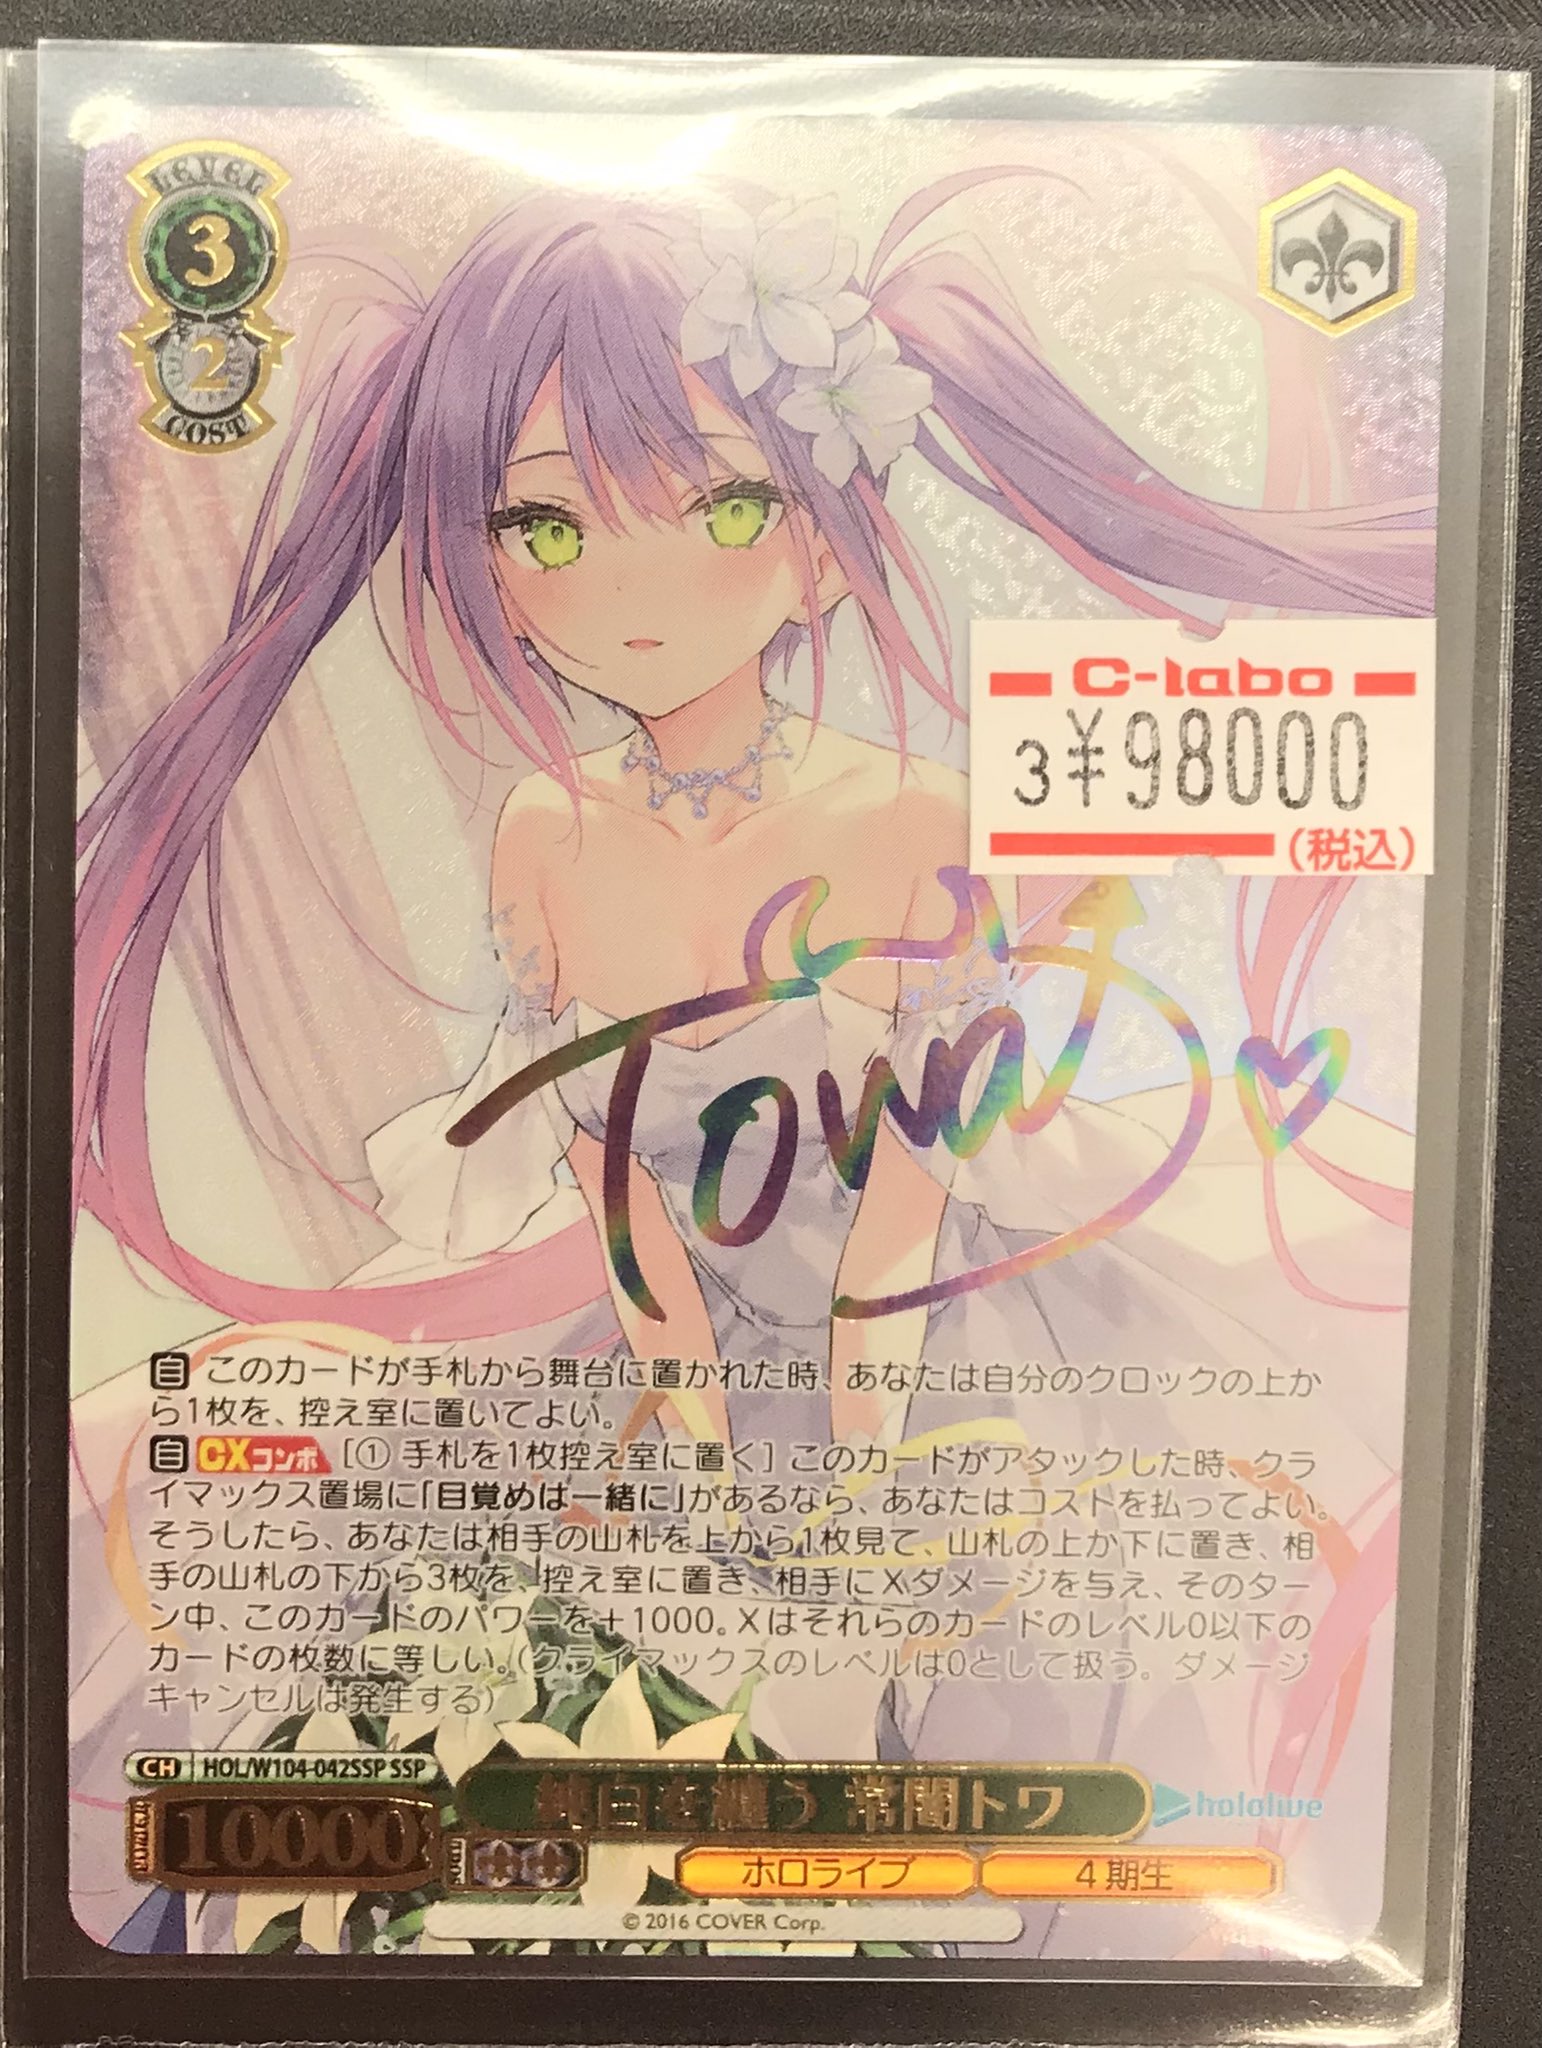 LEVEL
3
2
COST
C-labo
3¥98000
(税込)
Towa
自 このカードが手札から舞台に置かれた時、あなたは自分のクロックの上か
ら1枚を、控え室に置いてよい。
自 CXコンボ [① 手札を1枚控え室に置く] このカードがアタックした時、クラ
イマックス置場に「目覚めは一緒に」があるなら、あなたはコストを払ってよい。
そうしたら、あなたは相手の山札を上から1枚見て、山札の上か下に置き、相
手の山札の下から3枚を、控え室に置き、相手にXダメージを与え、そのター
ン中、このカードのパワーを+1000。Xはそれらのカードのレベル0以下の
カードの枚数に等しい。(クライマックスのレベルは0として扱う。ダメージ
キャンセルは発生する)
CH HOL/W104-042SSP SSP
10000
純白を纏う 常闇トワ
hololive
ホロライブ
4期生
© 2016 COVER Corp.